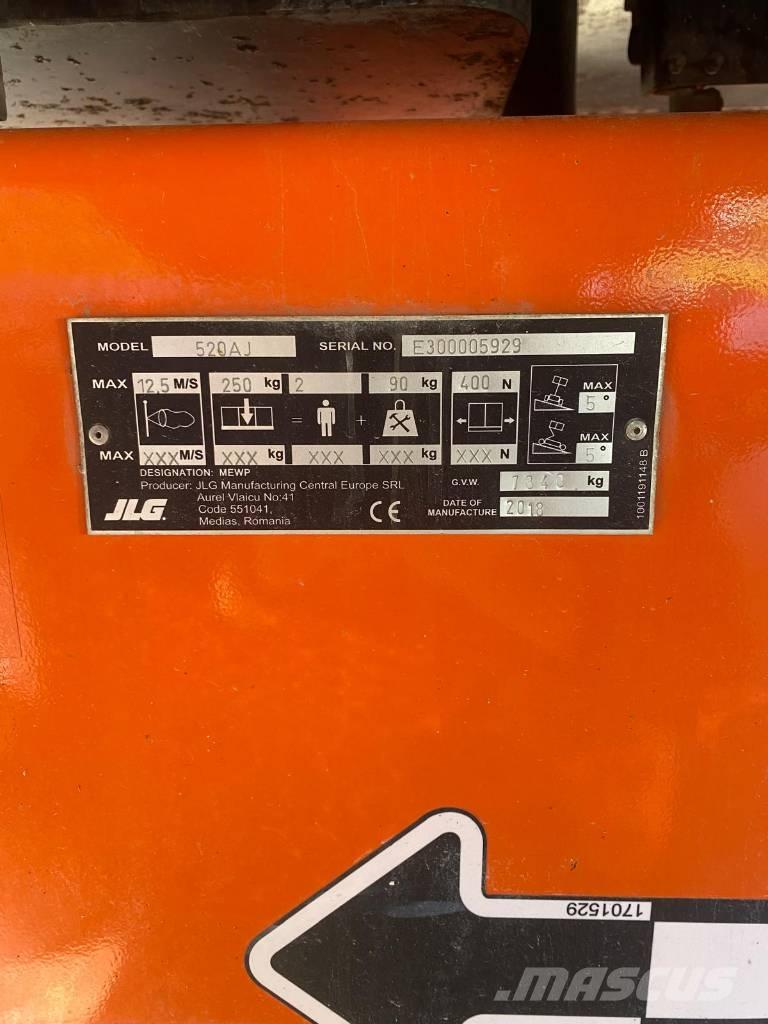 MODEL 520AJ SERIAL NO. E300005929
MAX 12,5 M/S 250 kg 2 90 kg 400 N MAX 5°
MAX XXX M/S XXX kg XXX XXX kg XXX N MAX 5°
DESIGNATION: MEWP
Producer: JLG Manufacturing Central Europe SRL
Aurel Vlaicu No:41
Code 551041,
Medias, Romania
JLG.
CE
G.V.W. 7340 kg
DATE OF MANUFACTURE 2018
1001191148 B
1701529
MASCUS